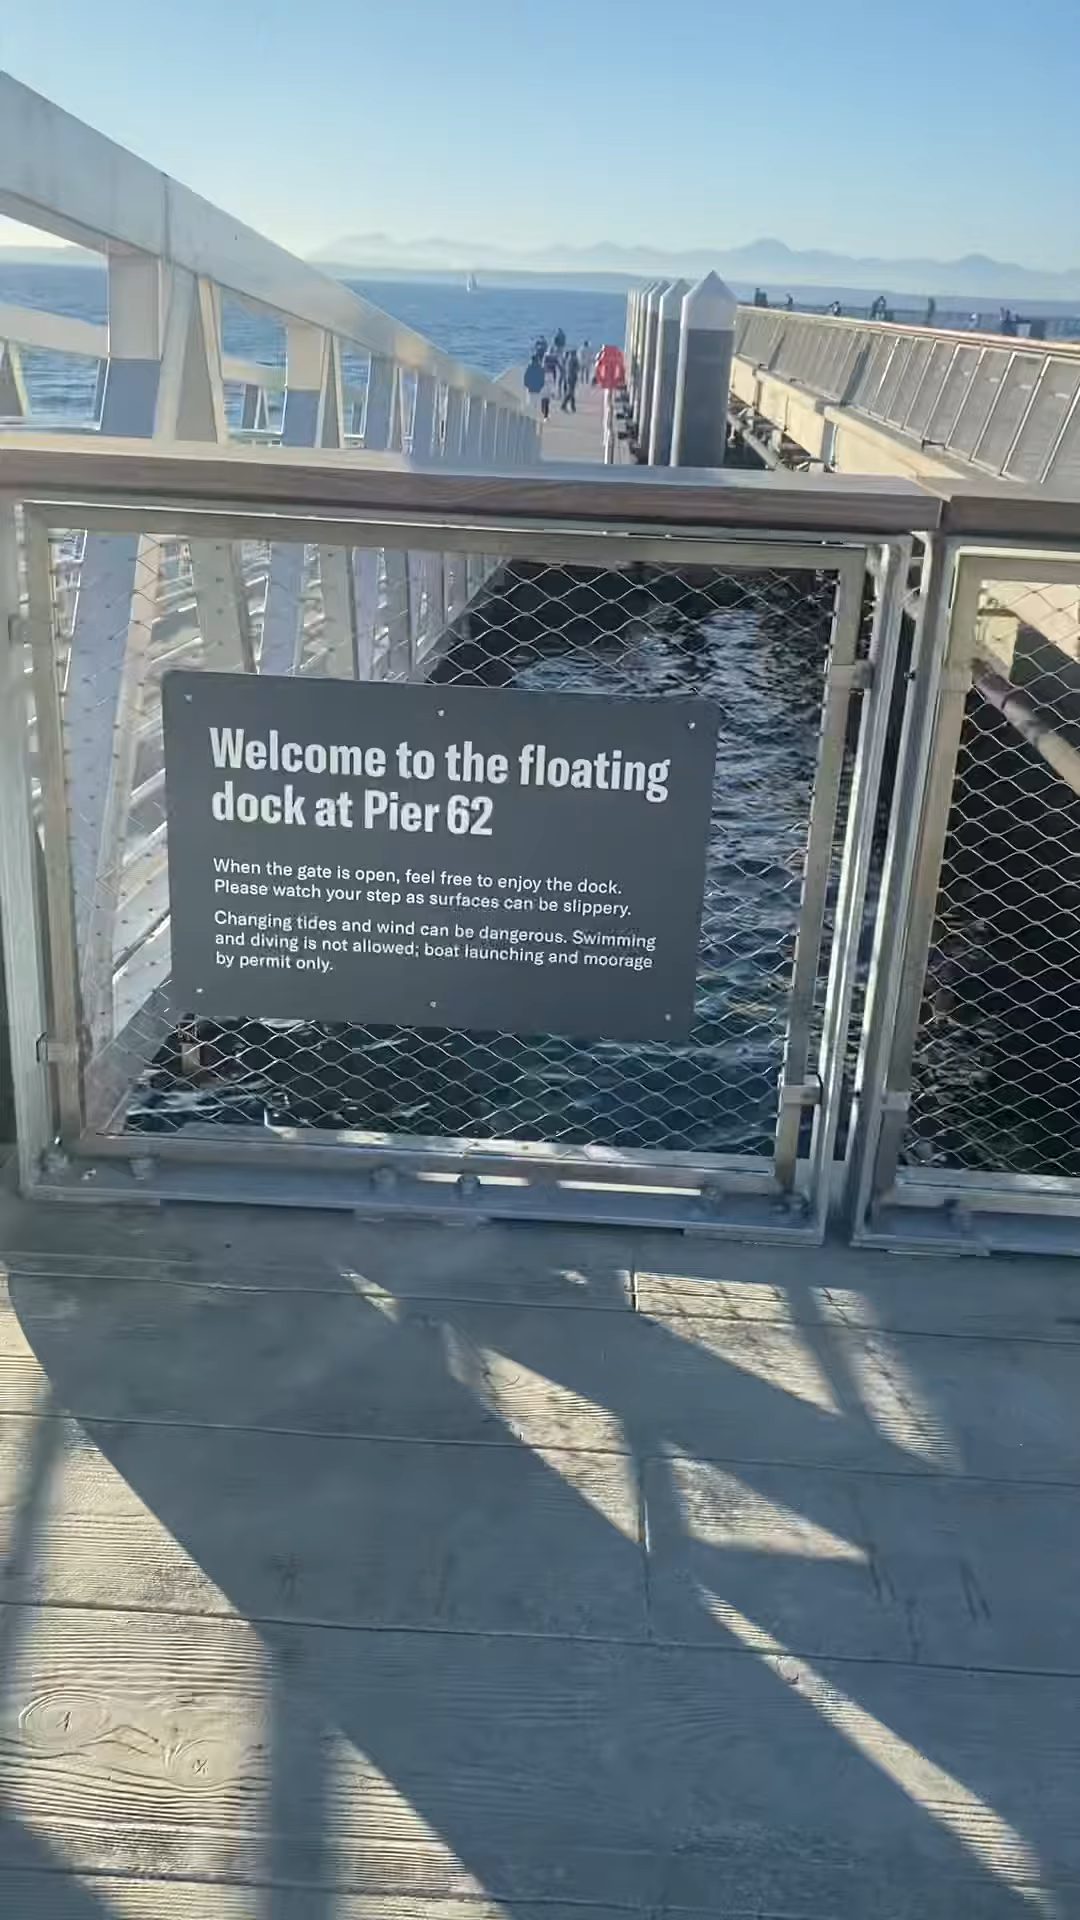 Welcome to the floating
dock at Pier 62
When the gate is open, feel free to enjoy the dock.
Please watch your step as surfaces can be slippery.
Changing tides and wind can be dangerous. Swimming
and diving is not allowed; boat launching and moorage
by permit only.